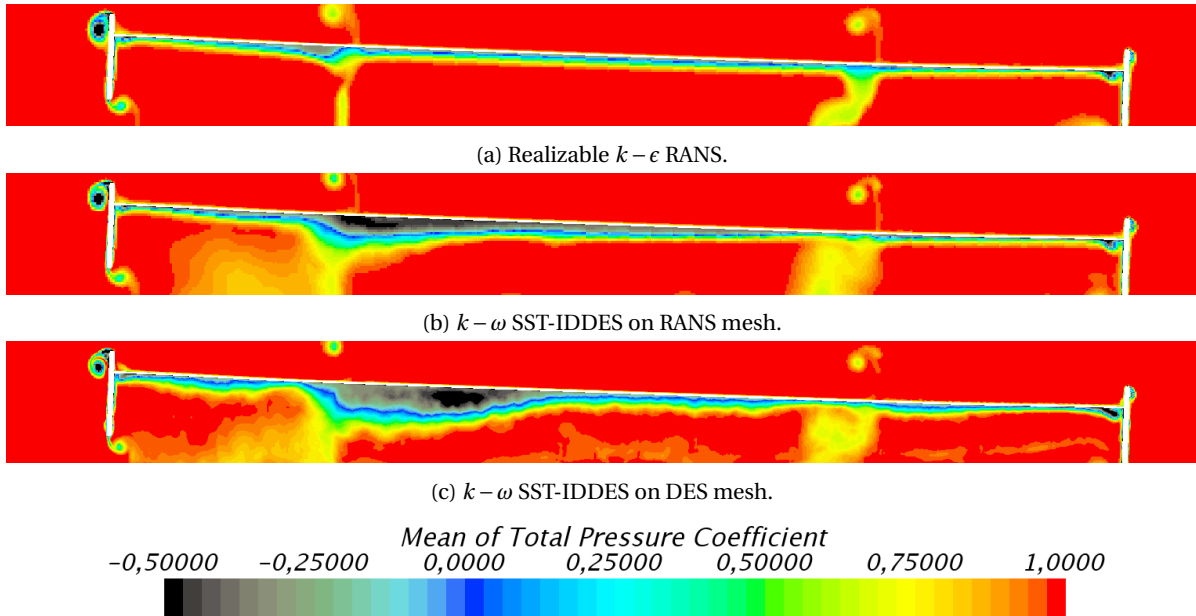 (a) Realizable k – ϵ RANS.
(b) k – ω SST-IDDES on RANS mesh.
(c) k – ω SST-IDDES on DES mesh.
Mean of Total Pressure Coefficient
-0,50000 -0,25000 0,0000 0,25000 0,50000 0,75000 1,0000